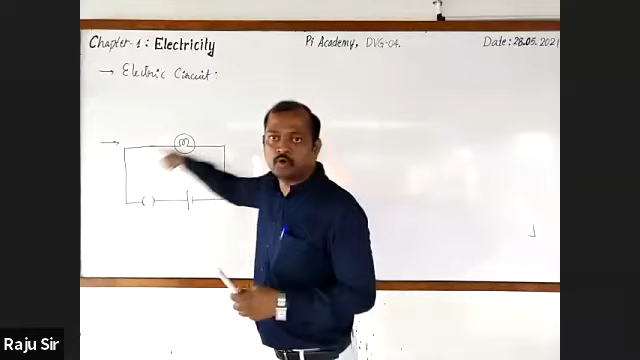 Chapter-1: Electricity
Pi Academy, DVG-04.
Date: 28.05.2021
→ Electric Circuit:
Raju Sir